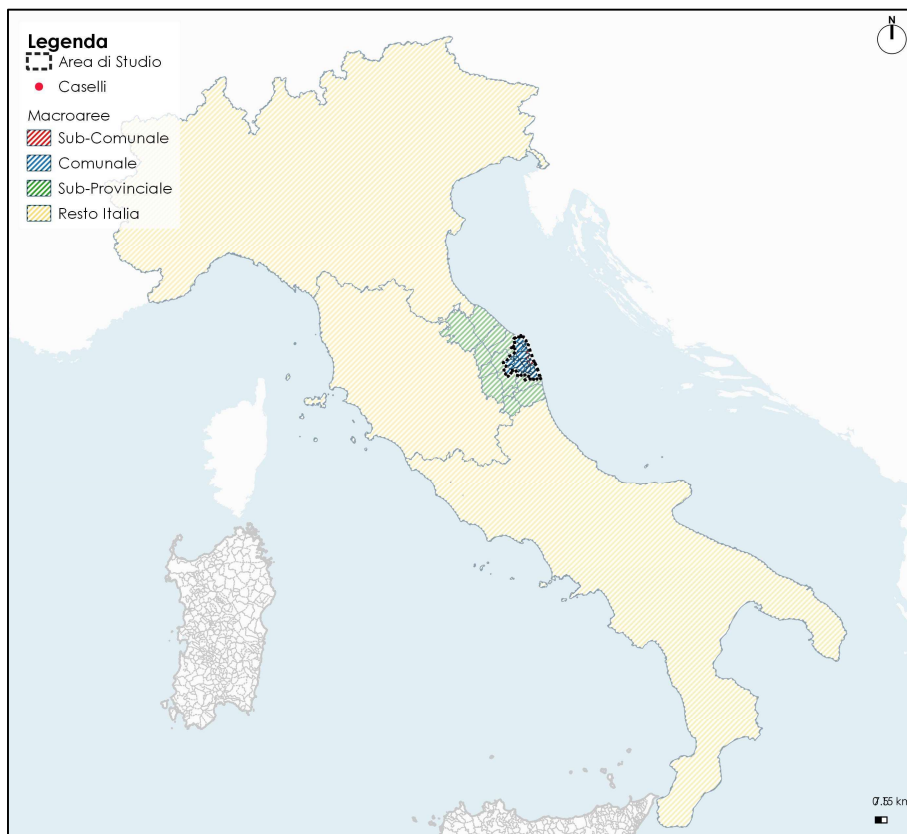 Legenda
Area di Studio
Caselli
Macroaree
Sub-Comunale
Comunale
Sub-Provinciale
Resto Italia
N